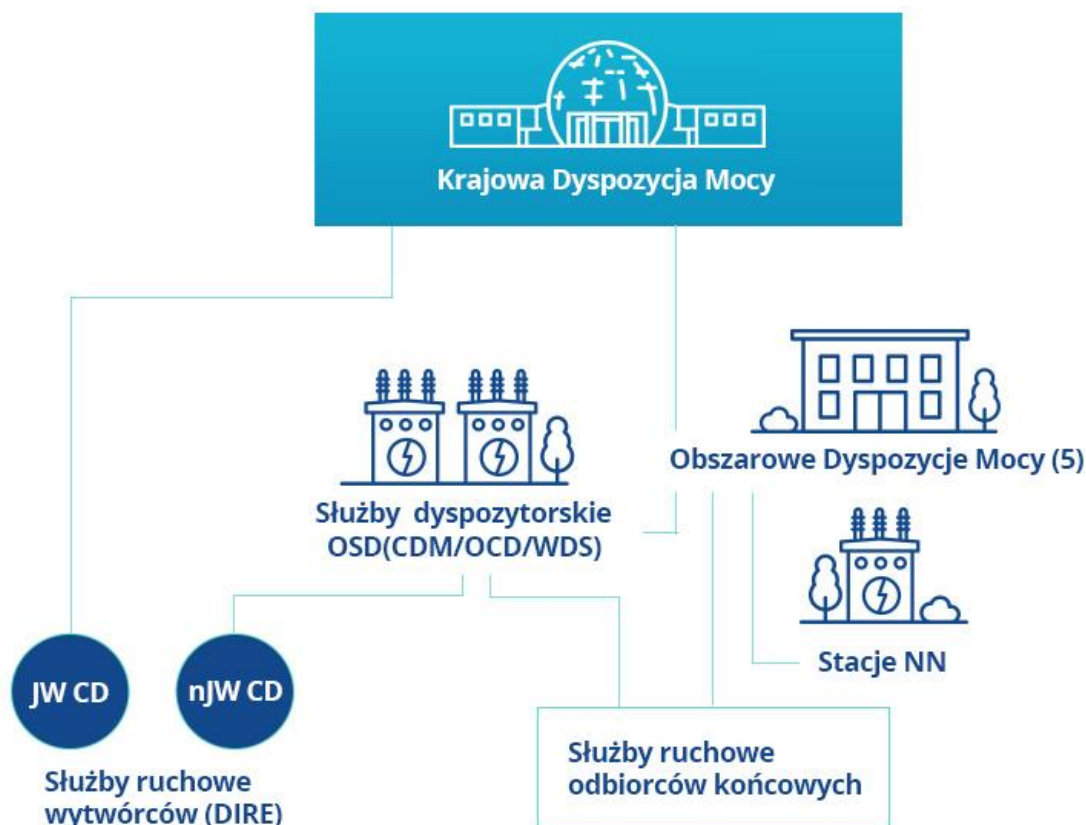 Krajowa Dyspozycja Mocy
Obszarowe Dyspozycje Mocy (5)
Służby dyspozytorskie
OSD(CDM/OCD/WDS)
Stacje NN
JW CD
nJW CD
Służby ruchowe
wytwórców (DIRE)
Służby ruchowe
odbiorców końcowych